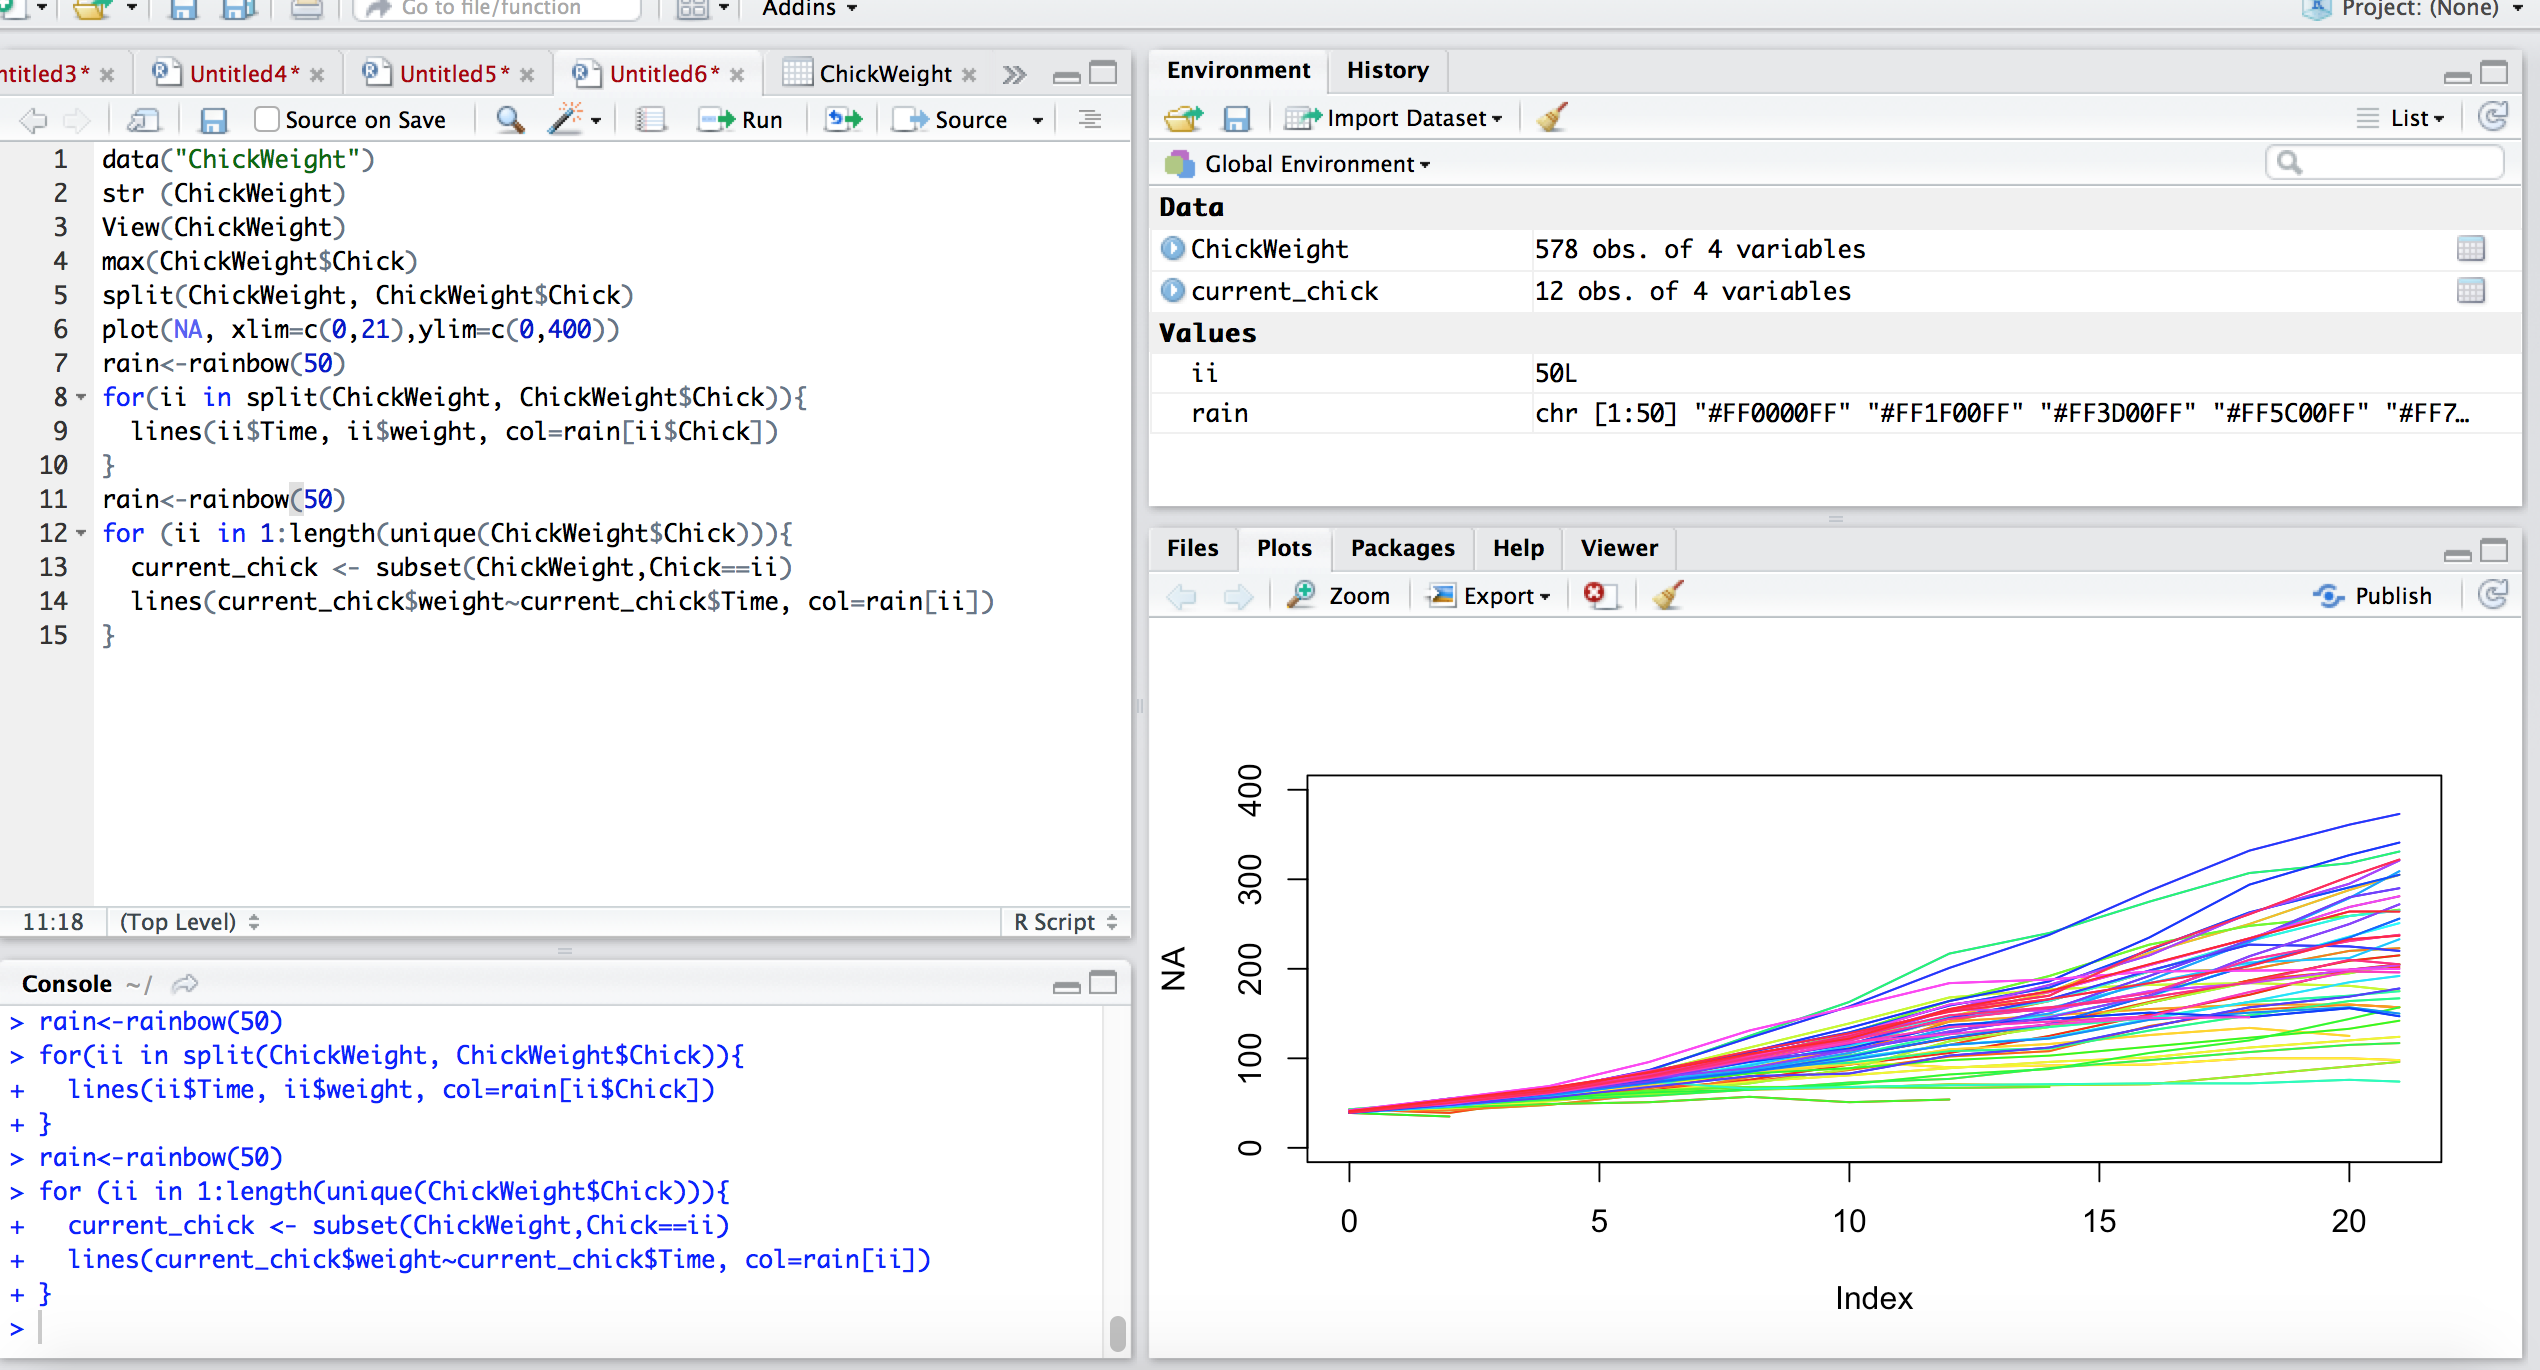 Go to file/function
Addins
Project: (None)
ntitled3*
Untitled4*
Untitled5*
Untitled6*
ChickWeight
Source on Save
Run
Source
1 data("ChickWeight")
2 str (ChickWeight)
3 View(ChickWeight)
4 max(ChickWeight$Chick)
5 split(ChickWeight, ChickWeight$Chick)
6 plot(NA, xlim=c(0,21),ylim=c(0,400))
7 rain<-rainbow(50)
8 for(ii in split(ChickWeight, ChickWeight$Chick)){
9   lines(ii$Time, ii$weight, col=rain[ii$Chick])
10 }
11 rain<-rainbow(50)
12 for (ii in 1:length(unique(ChickWeight$Chick))){
13   current_chick <- subset(ChickWeight,Chick==ii)
14   lines(current_chick$weight~current_chick$Time, col=rain[ii])
15 }
11:18 (Top Level) R Script
Console ~/
> rain<-rainbow(50)
> for(ii in split(ChickWeight, ChickWeight$Chick)){
+   lines(ii$Time, ii$weight, col=rain[ii$Chick])
+ }
> rain<-rainbow(50)
> for (ii in 1:length(unique(ChickWeight$Chick))){
+   current_chick <- subset(ChickWeight,Chick==ii)
+   lines(current_chick$weight~current_chick$Time, col=rain[ii])
+ }
>
Environment History
Import Dataset List
Global Environment
Data
ChickWeight 578 obs. of 4 variables
current_chick 12 obs. of 4 variables
Values
ii 50L
rain chr [1:50] "#FF0000FF" "#FF1F00FF" "#FF3D00FF" "#FF5C00FF" "#FF7…
Files Plots Packages Help Viewer
Zoom Export Publish
400
300
200
100
0
NA
0 5 10 15 20
Index